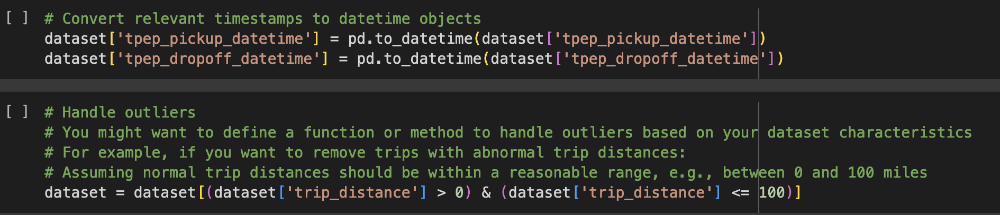 [ ] # Convert relevant timestamps to datetime objects
dataset['tpep_pickup_datetime'] = pd.to_datetime(dataset['tpep_pickup_datetime'])
dataset['tpep_dropoff_datetime'] = pd.to_datetime(dataset['tpep_dropoff_datetime'])
[ ] # Handle outliers
# You might want to define a function or method to handle outliers based on your dataset characteristics
# For example, if you want to remove trips with abnormal trip distances:
# Assuming normal trip distances should be within a reasonable range, e.g., between 0 and 100 miles
dataset = dataset[(dataset['trip_distance'] > 0) & (dataset['trip_distance'] <= 100)]